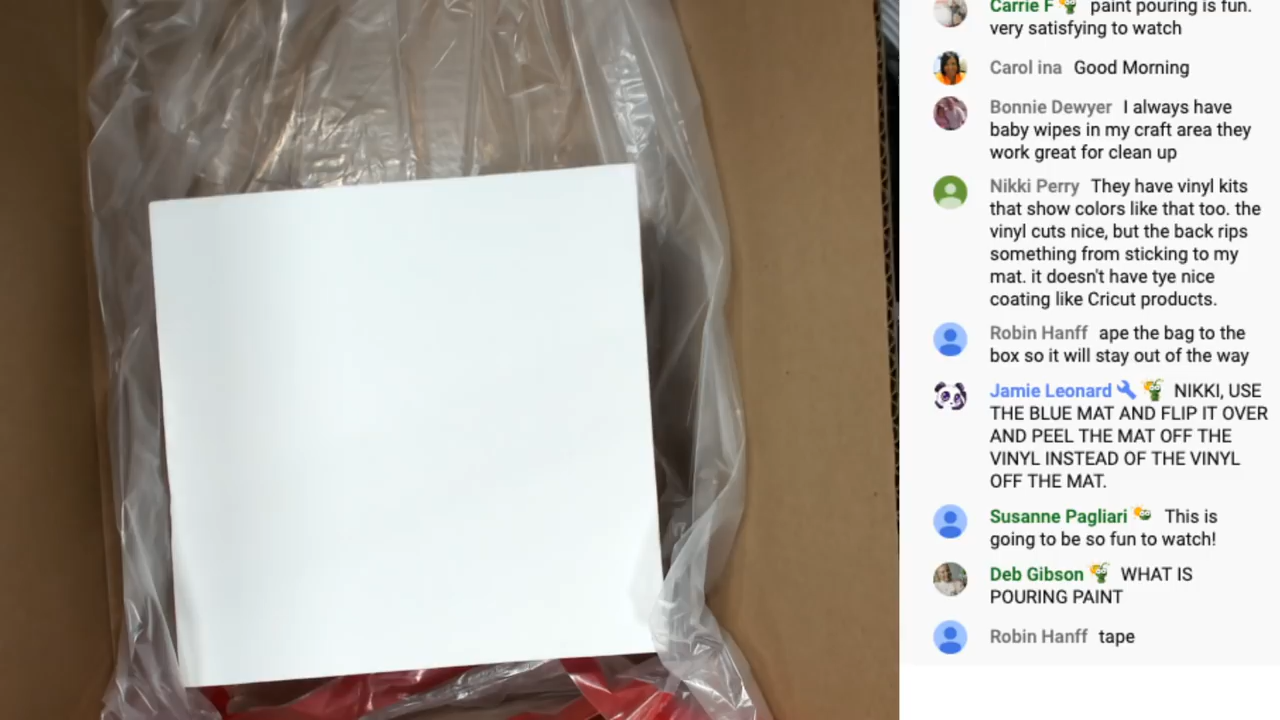 Carrie F paint pouring is fun.
very satisfying to watch
Carol ina Good Morning
Bonnie Dewyer I always have
baby wipes in my craft area they
work great for clean up
Nikki Perry They have vinyl kits
that show colors like that too. the
vinyl cuts nice, but the back rips
something from sticking to my
mat. it doesn't have tye nice
coating like Cricut products.
Robin Hanff ape the bag to the
box so it will stay out of the way
Jamie Leonard NIKKI, USE
THE BLUE MAT AND FLIP IT OVER
AND PEEL THE MAT OFF THE
VINYL INSTEAD OF THE VINYL
OFF THE MAT.
Susanne Pagliari This is
going to be so fun to watch!
Deb Gibson WHAT IS
POURING PAINT
Robin Hanff tape